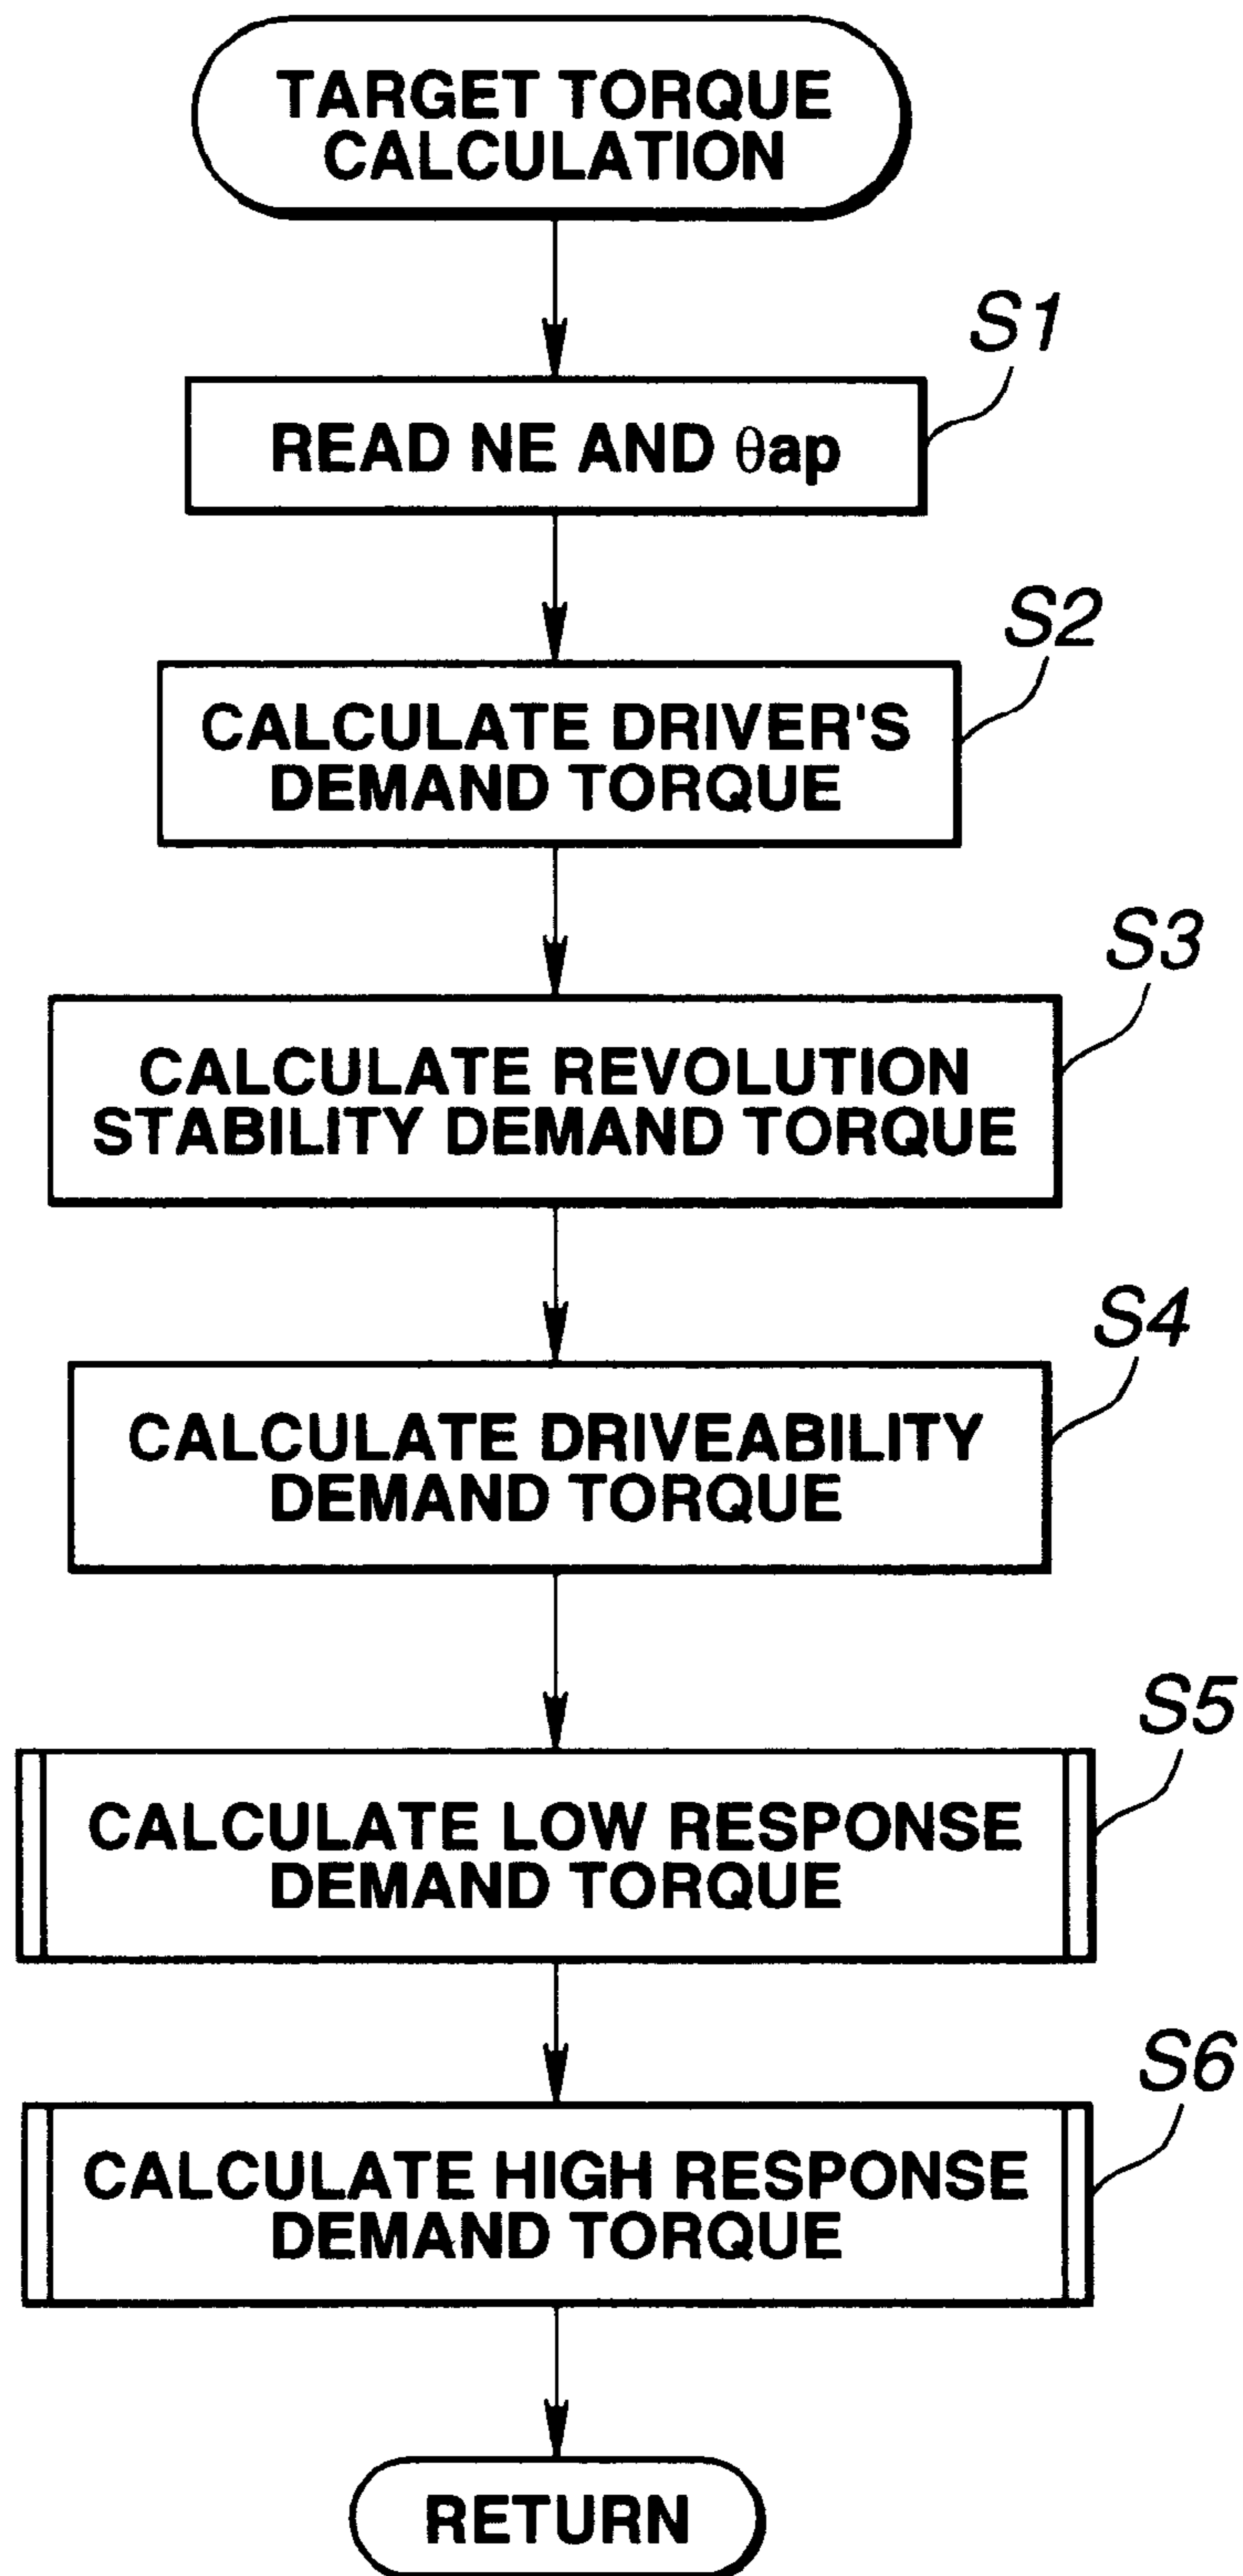 TARGET TORQUE
CALCULATION
S1
READ NE AND θap
S2
CALCULATE DRIVER'S
DEMAND TORQUE
S3
CALCULATE REVOLUTION
STABILITY DEMAND TORQUE
S4
CALCULATE DRIVEABILITY
DEMAND TORQUE
S5
CALCULATE LOW RESPONSE
DEMAND TORQUE
S6
CALCULATE HIGH RESPONSE
DEMAND TORQUE
RETURN